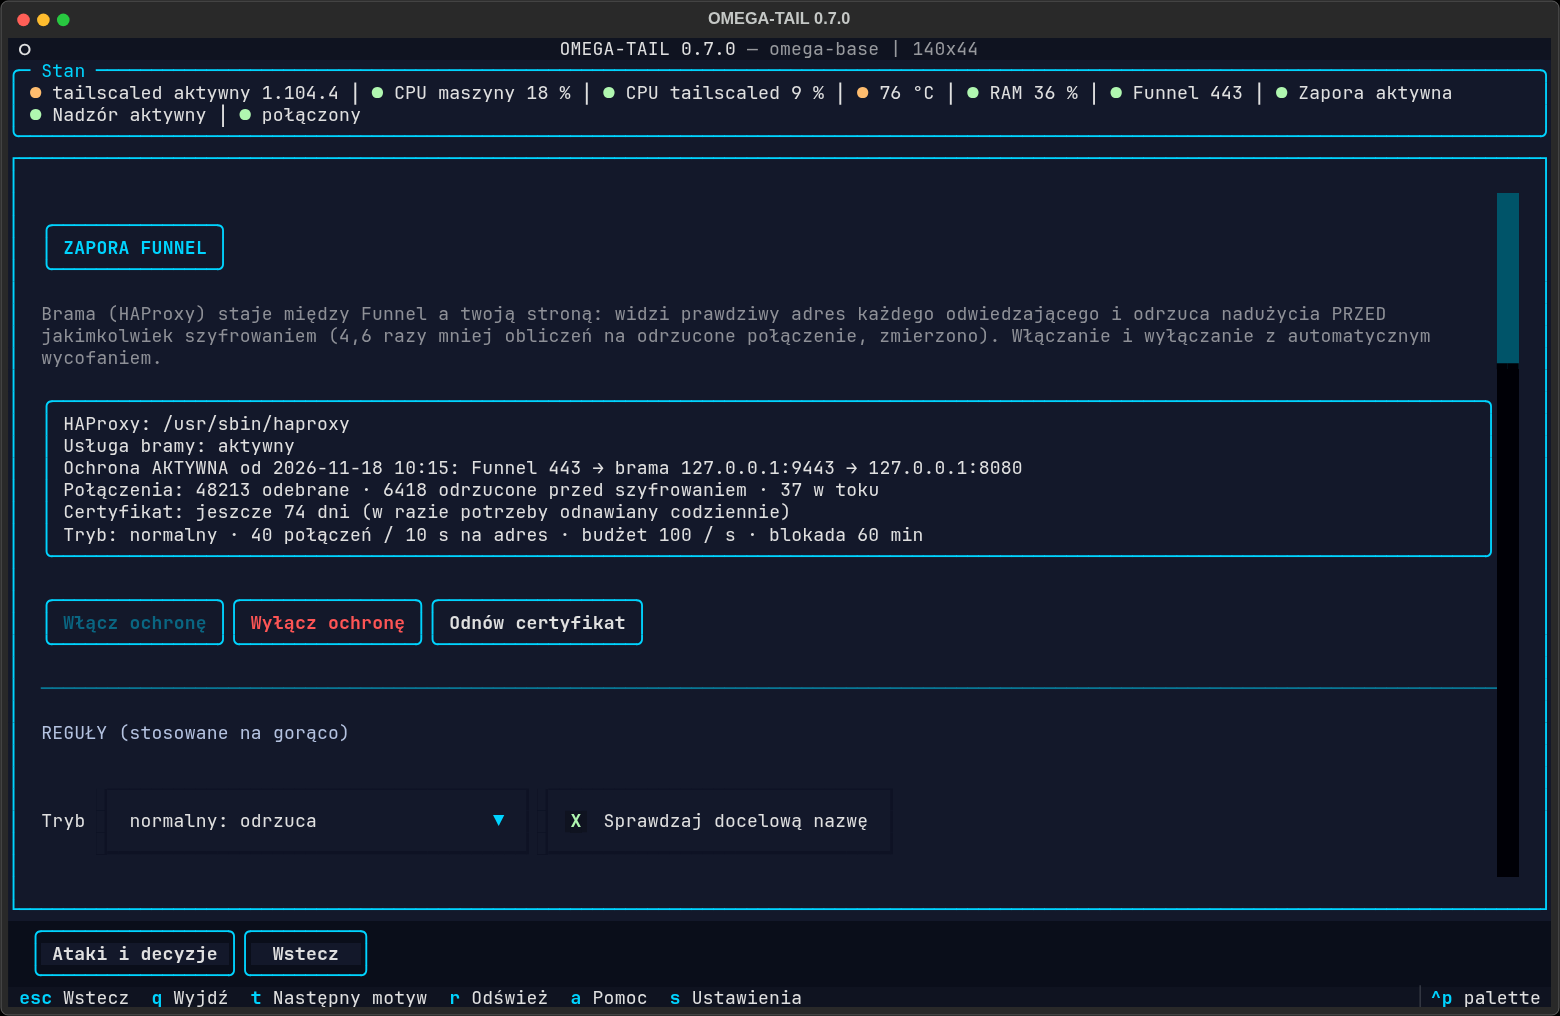 OMEGA-TAIL 0.7.0
OMEGA-TAIL 0.7.0 — omega-base | 140x44
Stan
tailscaled aktywny 1.104.4 │ CPU maszyny 18 % │ CPU tailscaled 9 % │ 76 °C │ RAM 36 % │ Funnel 443 │ Zapora aktywna
Nadzór aktywny │ połączony
ZAPORA FUNNEL
Brama (HAProxy) staje między Funnel a twoją stroną: widzi prawdziwy adres każdego odwiedzającego i odrzuca nadużycia PRZED
jakimkolwiek szyfrowaniem (4,6 razy mniej obliczeń na odrzucone połączenie, zmierzono). Włączanie i wyłączanie z automatycznym
wycofaniem.
HAProxy: /usr/sbin/haproxy
Usługa bramy: aktywny
Ochrona AKTYWNA od 2026-11-18 10:15: Funnel 443 → brama 127.0.0.1:9443 → 127.0.0.1:8080
Połączenia: 48213 odebrane · 6418 odrzucone przed szyfrowaniem · 37 w toku
Certyfikat: jeszcze 74 dni (w razie potrzeby odnawiany codziennie)
Tryb: normalny · 40 połączeń / 10 s na adres · budżet 100 / s · blokada 60 min
Włącz ochronę Wyłącz ochronę Odnów certyfikat
REGUŁY (stosowane na gorąco)
Tryb normalny: odrzuca ▼ X Sprawdzaj docelową nazwę
Ataki i decyzje Wstecz
esc Wstecz q Wyjdź t Następny motyw r Odśwież a Pomoc s Ustawienia ^p palette